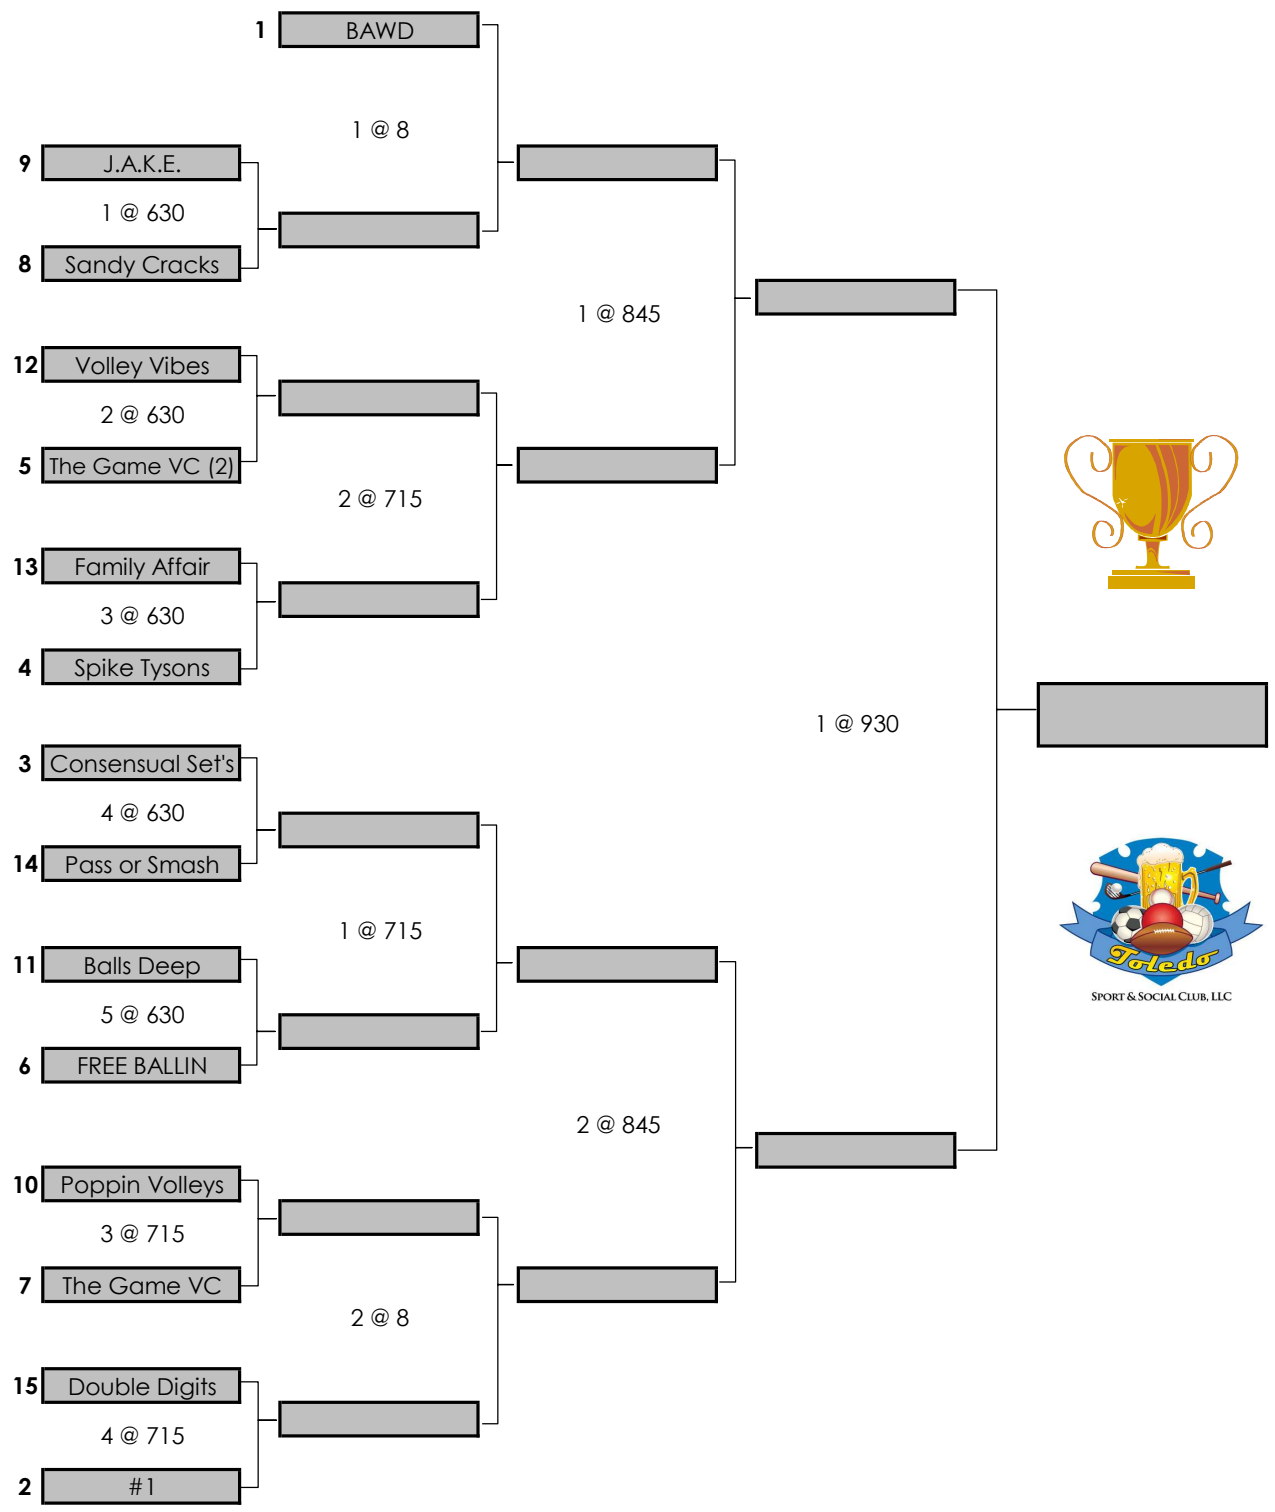 1 BAWD
1 @ 8
9 J.A.K.E.
1 @ 630
8 Sandy Cracks
1 @ 845
12 Volley Vibes
2 @ 630
5 The Game VC (2)
2 @ 715
13 Family Affair
3 @ 630
4 Spike Tysons
1 @ 930
3 Consensual Set's
4 @ 630
14 Pass or Smash
1 @ 715
11 Balls Deep
5 @ 630
6 FREE BALLIN
Toledo
SPORT & SOCIAL CLUB, LLC
2 @ 845
10 Poppin Volleys
3 @ 715
7 The Game VC
2 @ 8
15 Double Digits
4 @ 715
2 #1